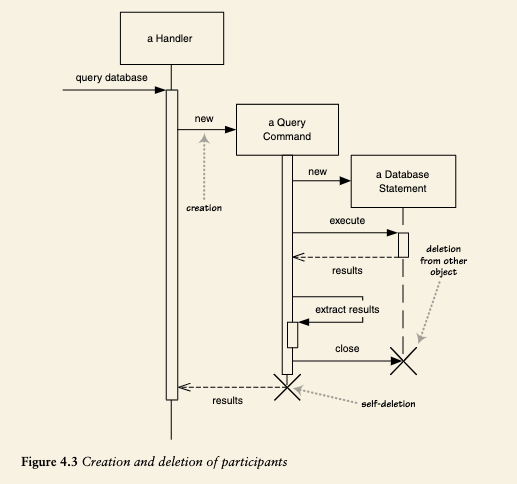 a Handler
query database
new
a Query
Command
creation
new
a Database
Statement
execute
deletion
from other
object
results
extract results
close
results
self-deletion
Figure 4.3 Creation and deletion of participants